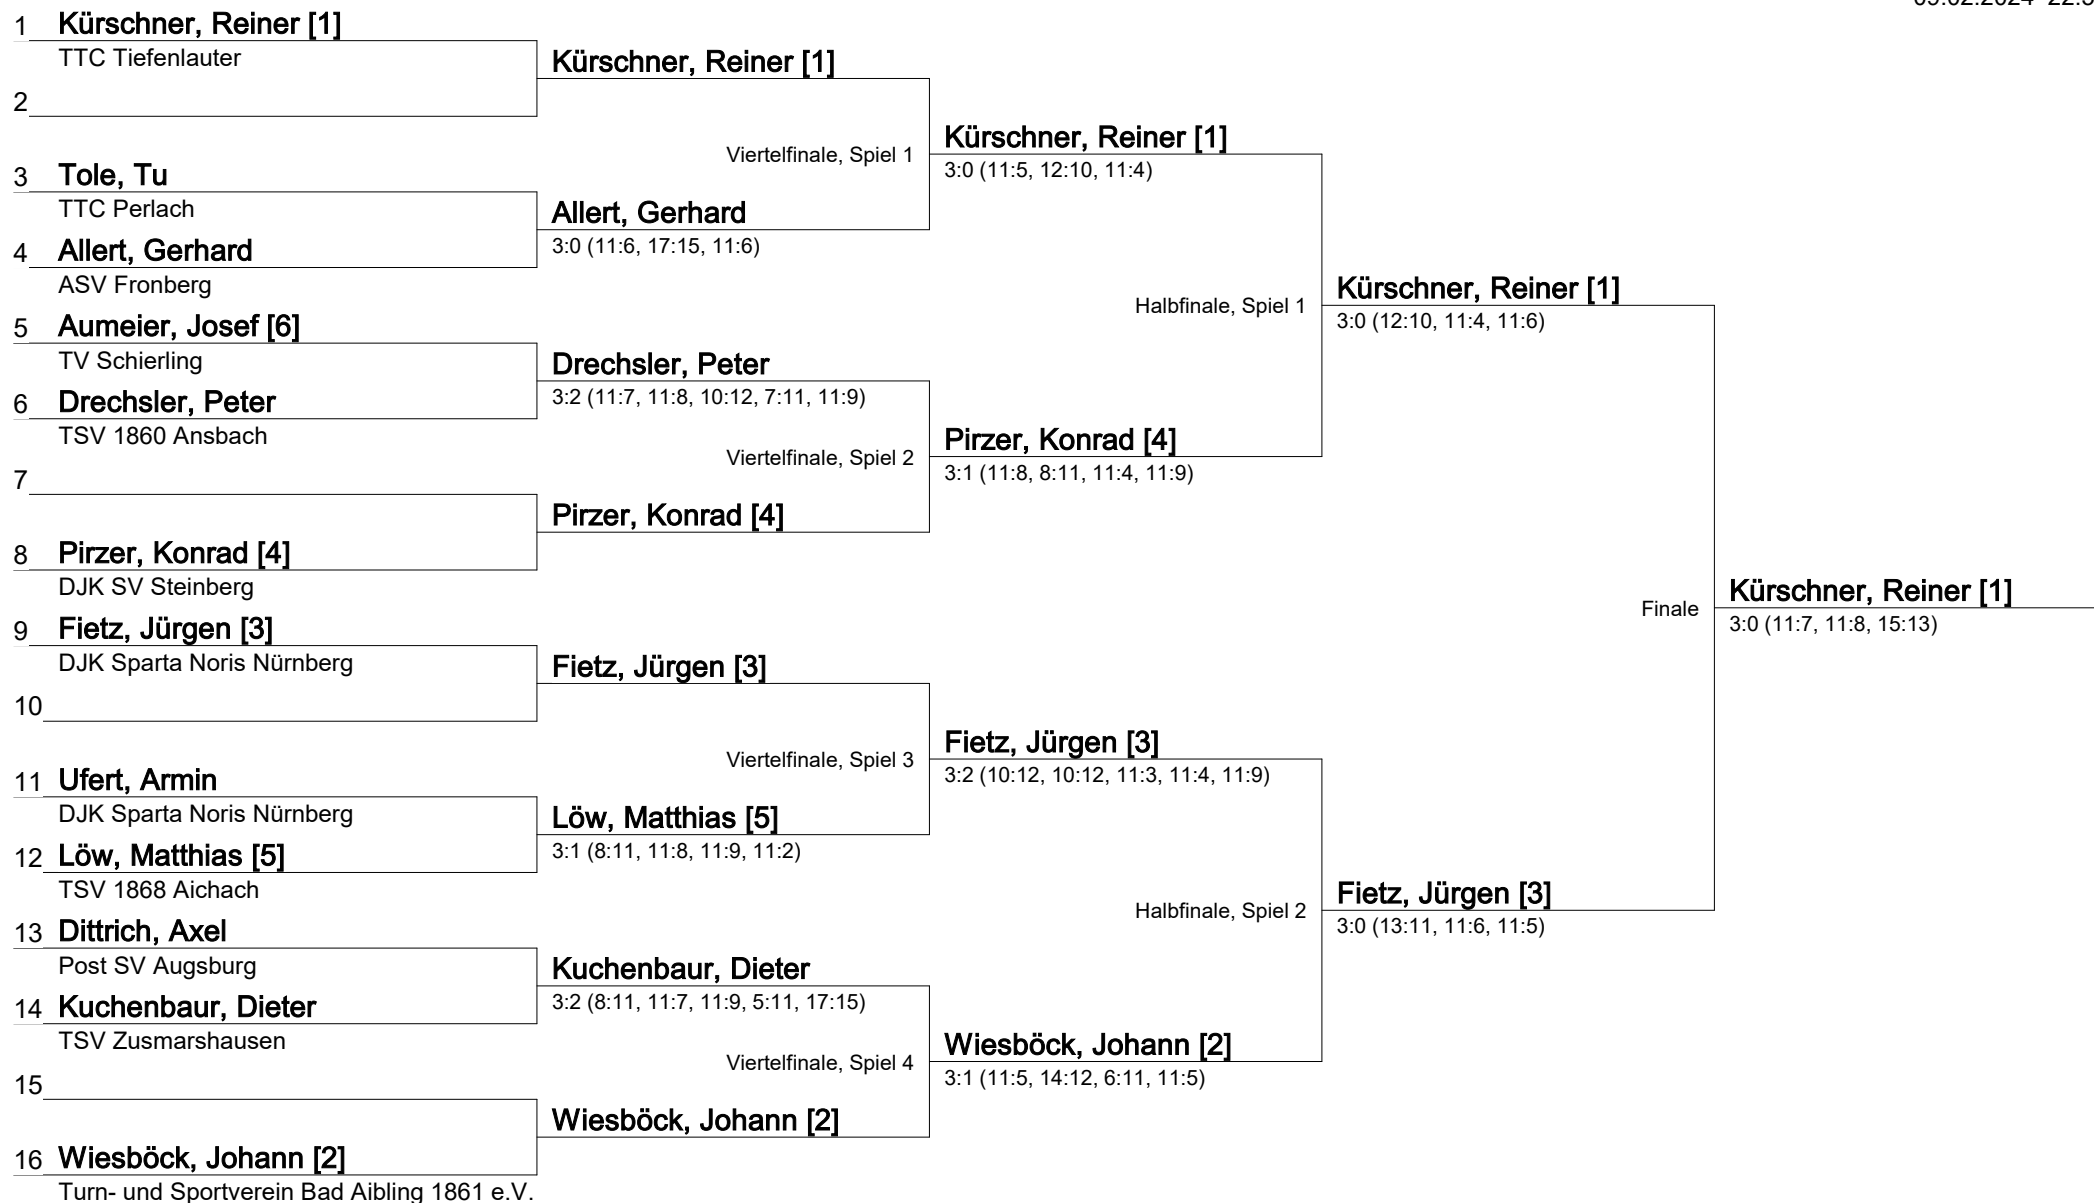 1 Kürschner, Reiner [1]
TTC Tiefenlauter
Kürschner, Reiner [1]
2
Viertelfinale, Spiel 1
Kürschner, Reiner [1]
3:0 (11:5, 12:10, 11:4)
3 Tole, Tu
TTC Perlach
Allert, Gerhard
3:0 (11:6, 17:15, 11:6)
4 Allert, Gerhard
ASV Fronberg
Halbfinale, Spiel 1
Kürschner, Reiner [1]
3:0 (12:10, 11:4, 11:6)
5 Aumeier, Josef [6]
TV Schierling
Drechsler, Peter
3:2 (11:7, 11:8, 10:12, 7:11, 11:9)
6 Drechsler, Peter
TSV 1860 Ansbach
Viertelfinale, Spiel 2
Pirzer, Konrad [4]
3:1 (11:8, 8:11, 11:4, 11:9)
7
Pirzer, Konrad [4]
8 Pirzer, Konrad [4]
DJK SV Steinberg
Finale
Kürschner, Reiner [1]
3:0 (11:7, 11:8, 15:13)
9 Fietz, Jürgen [3]
DJK Sparta Noris Nürnberg
Fietz, Jürgen [3]
10
Viertelfinale, Spiel 3
Fietz, Jürgen [3]
3:2 (10:12, 10:12, 11:3, 11:4, 11:9)
11 Ufert, Armin
DJK Sparta Noris Nürnberg
Löw, Matthias [5]
3:1 (8:11, 11:8, 11:9, 11:2)
12 Löw, Matthias [5]
TSV 1868 Aichach
Halbfinale, Spiel 2
Fietz, Jürgen [3]
3:0 (13:11, 11:6, 11:5)
13 Dittrich, Axel
Post SV Augsburg
Kuchenbaur, Dieter
3:2 (8:11, 11:7, 11:9, 5:11, 17:15)
14 Kuchenbaur, Dieter
TSV Zusmarshausen
Viertelfinale, Spiel 4
Wiesböck, Johann [2]
3:1 (11:5, 14:12, 6:11, 11:5)
15
Wiesböck, Johann [2]
16 Wiesböck, Johann [2]
Turn- und Sportverein Bad Aibling 1861 e.V.